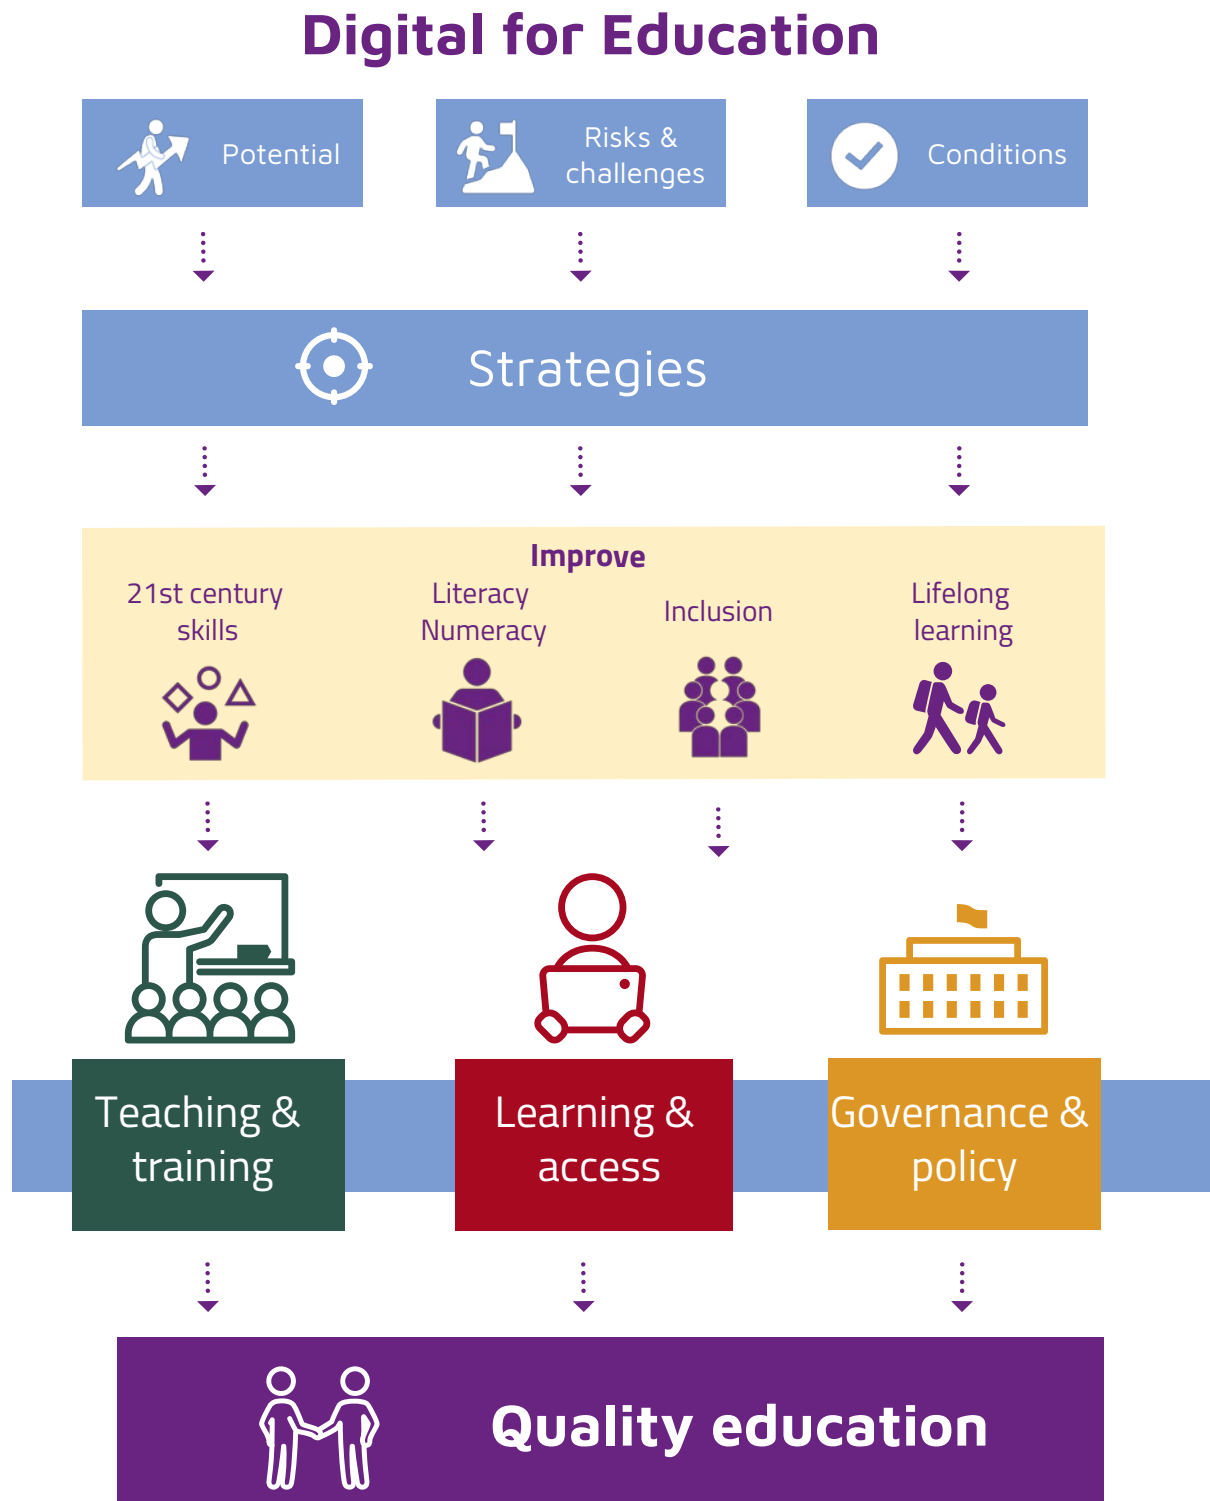 Digital for Education
Potential
Risks &
challenges
Conditions
Strategies
Improve
21st century
skills
Literacy
Numeracy
Inclusion
Lifelong
learning
Teaching &
training
Learning &
access
Governance &
policy
Quality education